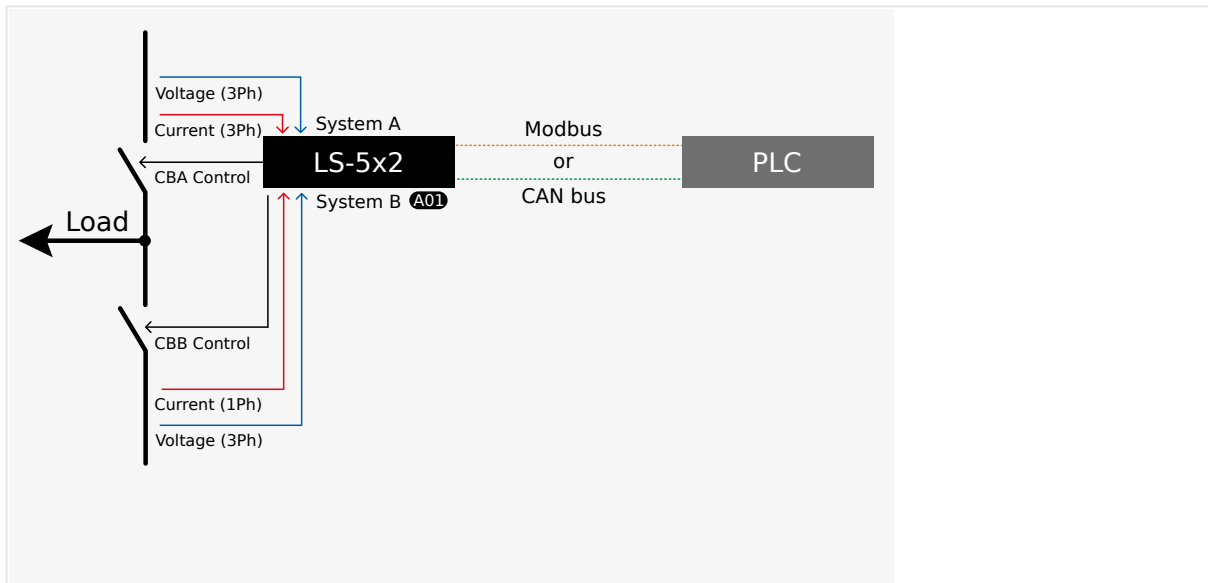 Voltage (3Ph)
Current (3Ph)
System A
Modbus
LS-5x2
or
PLC
CBA Control
System B A01
CAN bus
Load
CBB Control
Current (1Ph)
Voltage (3Ph)